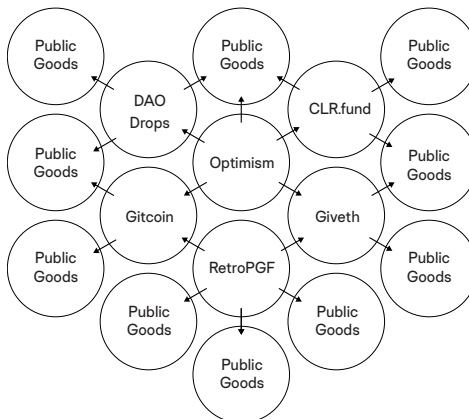 Public
Goods
Public
Goods
Public
Goods
DAO
Drops
CLR.fund
Public
Goods
Optimism
Public
Goods
Gitcoin
Giveth
Public
Goods
RetroPGF
Public
Goods
Public
Goods
Public
Goods
Public
Goods